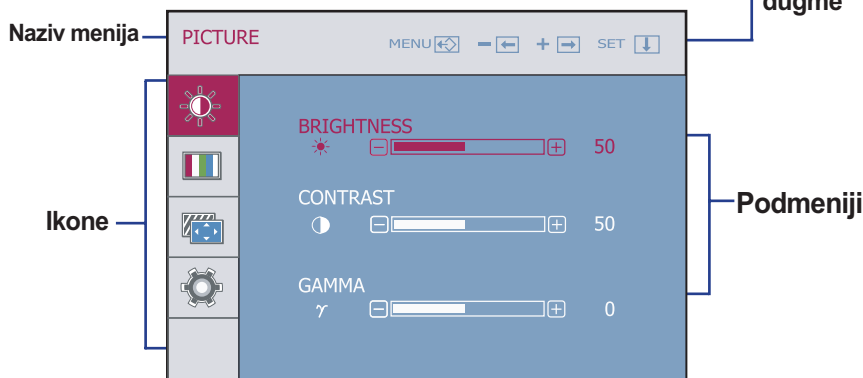 dugme
Naziv menija
PICTURE MENU - + SET
BRIGHTNESS
50
Ikone
CONTRAST
50
Podmeniji
GAMMA
γ 0